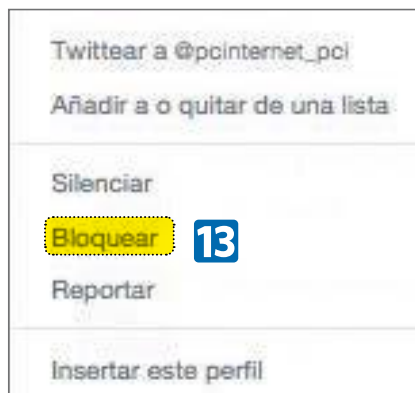 Twittear a @pcinternet_pci
Añadir a o quitar de una lista
Silenciar
Bloquear 13
Reportar
Insertar este perfil